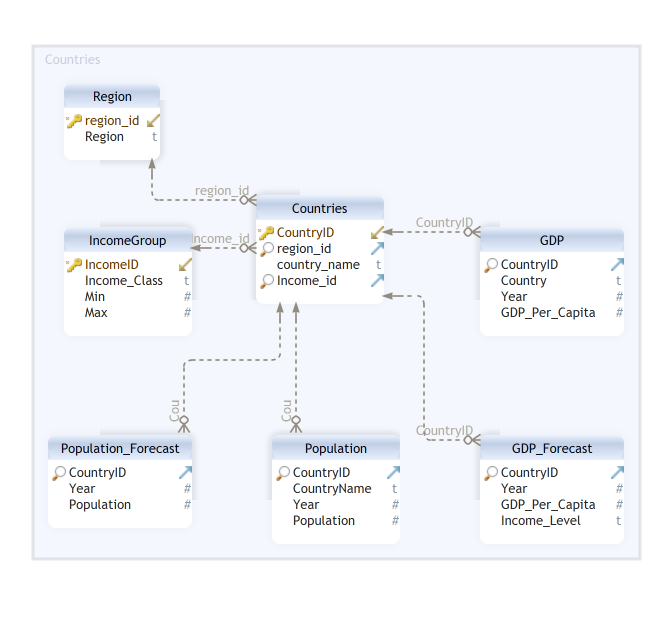 Countries
Region
region_id
Region t
region_id
Countries
CountryID
region_id
country_name t
Income_id
Income_id
IncomeGroup
IncomeID
Income_Class t
Min #
Max #
CountryID
GDP
CountryID
Country t
Year #
GDP_Per_Capita #
Cou
Cou
CountryID
Population_Forecast
CountryID
Year #
Population #
Population
CountryID
CountryName t
Year #
Population #
GDP_Forecast
CountryID
Year #
GDP_Per_Capita #
Income_Level t